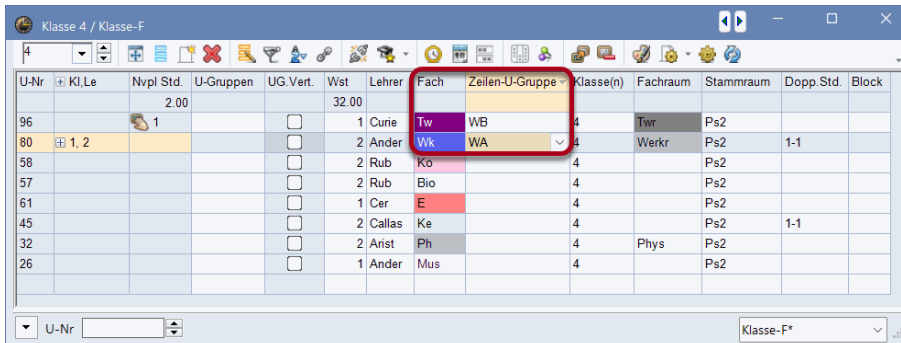 Klasse 4 / Klasse-F
4
U-Nr Kl,Le Nvpl Std. U-Gruppen UG.Vert. Wst Lehrer Fach Zeilen-U-Gruppe Klasse(n) Fachraum Stammraum Dopp.Std. Block
2.00 32.00
96 1 1 Curie Tw WB 4 Twr Ps2
80 1, 2 2 Ander Wk WA 4 Werkr Ps2 1-1
58 2 Rub Ko 4 Ps2
57 2 Rub Bio 4 Ps2
61 1 Cer E 4 Ps2
45 2 Callas Ke 4 Ps2 1-1
32 2 Arist Ph 4 Phys Ps2
26 1 Ander Mus 4 Ps2
U-Nr Klasse-F*